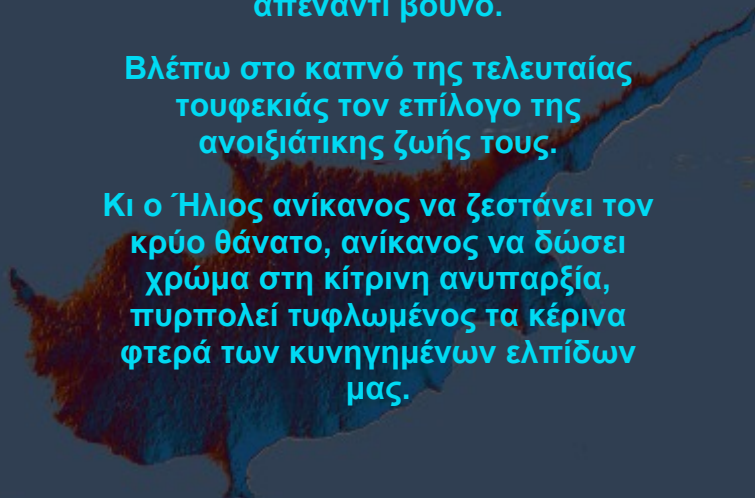 απέναντι βουνό.
Βλέπω στο καπνό της τελευταίας
τουφεκιάς τον επίλογο της
ανοιξιάτικης ζωής τους.
Κι ο Ήλιος ανίκανος να ζεστάνει τον
κρύο θάνατο, ανίκανος να δώσει
χρώμα στη κίτρινη ανυπαρξία,
πυρπολεί τυφλωμένος τα κέρινα
φτερά των κυνηγημένων ελπίδων
μας.